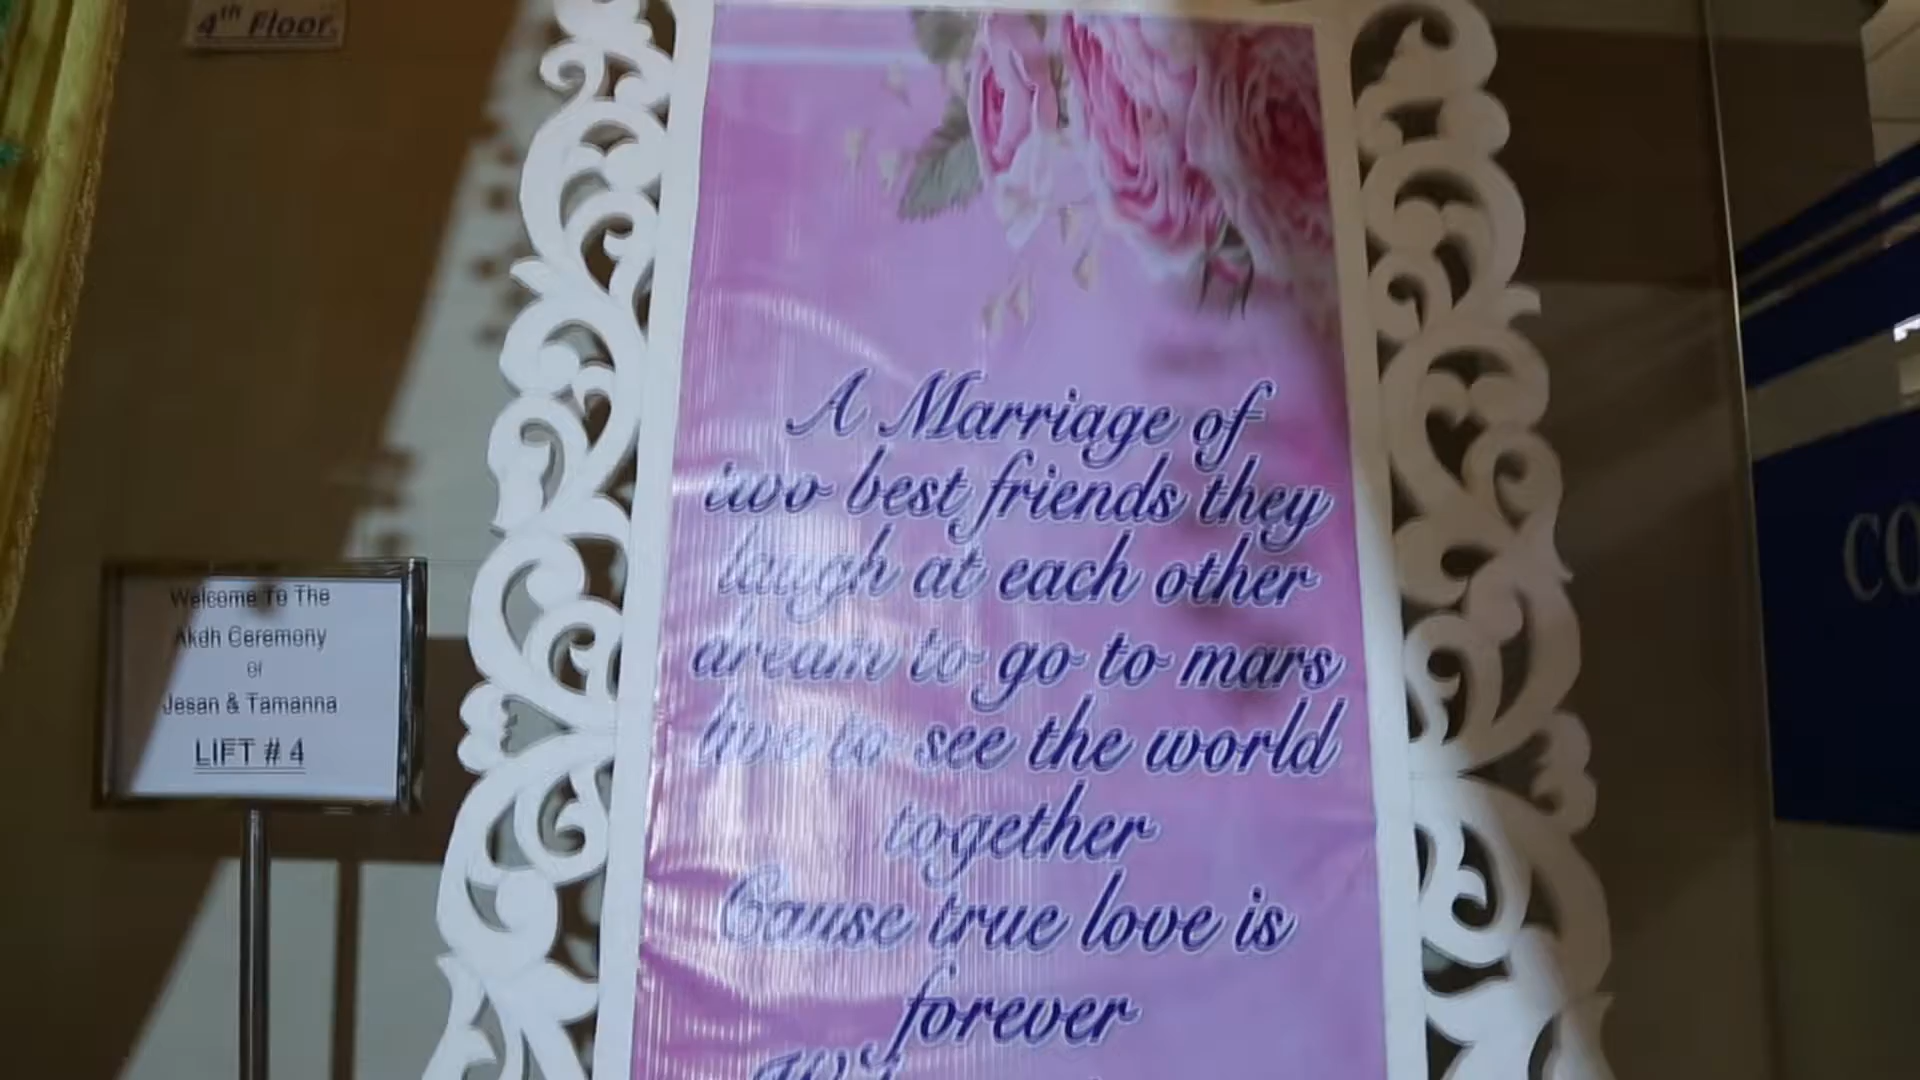 4th Floor.
A Marriage of
two best friends they
laugh at each other
dream to go to mars
live to see the world
together
Cause true love is
forever
Welcome To The
Akdh Ceremony
Of
Jesan & Tamanna
LIFT # 4
CO